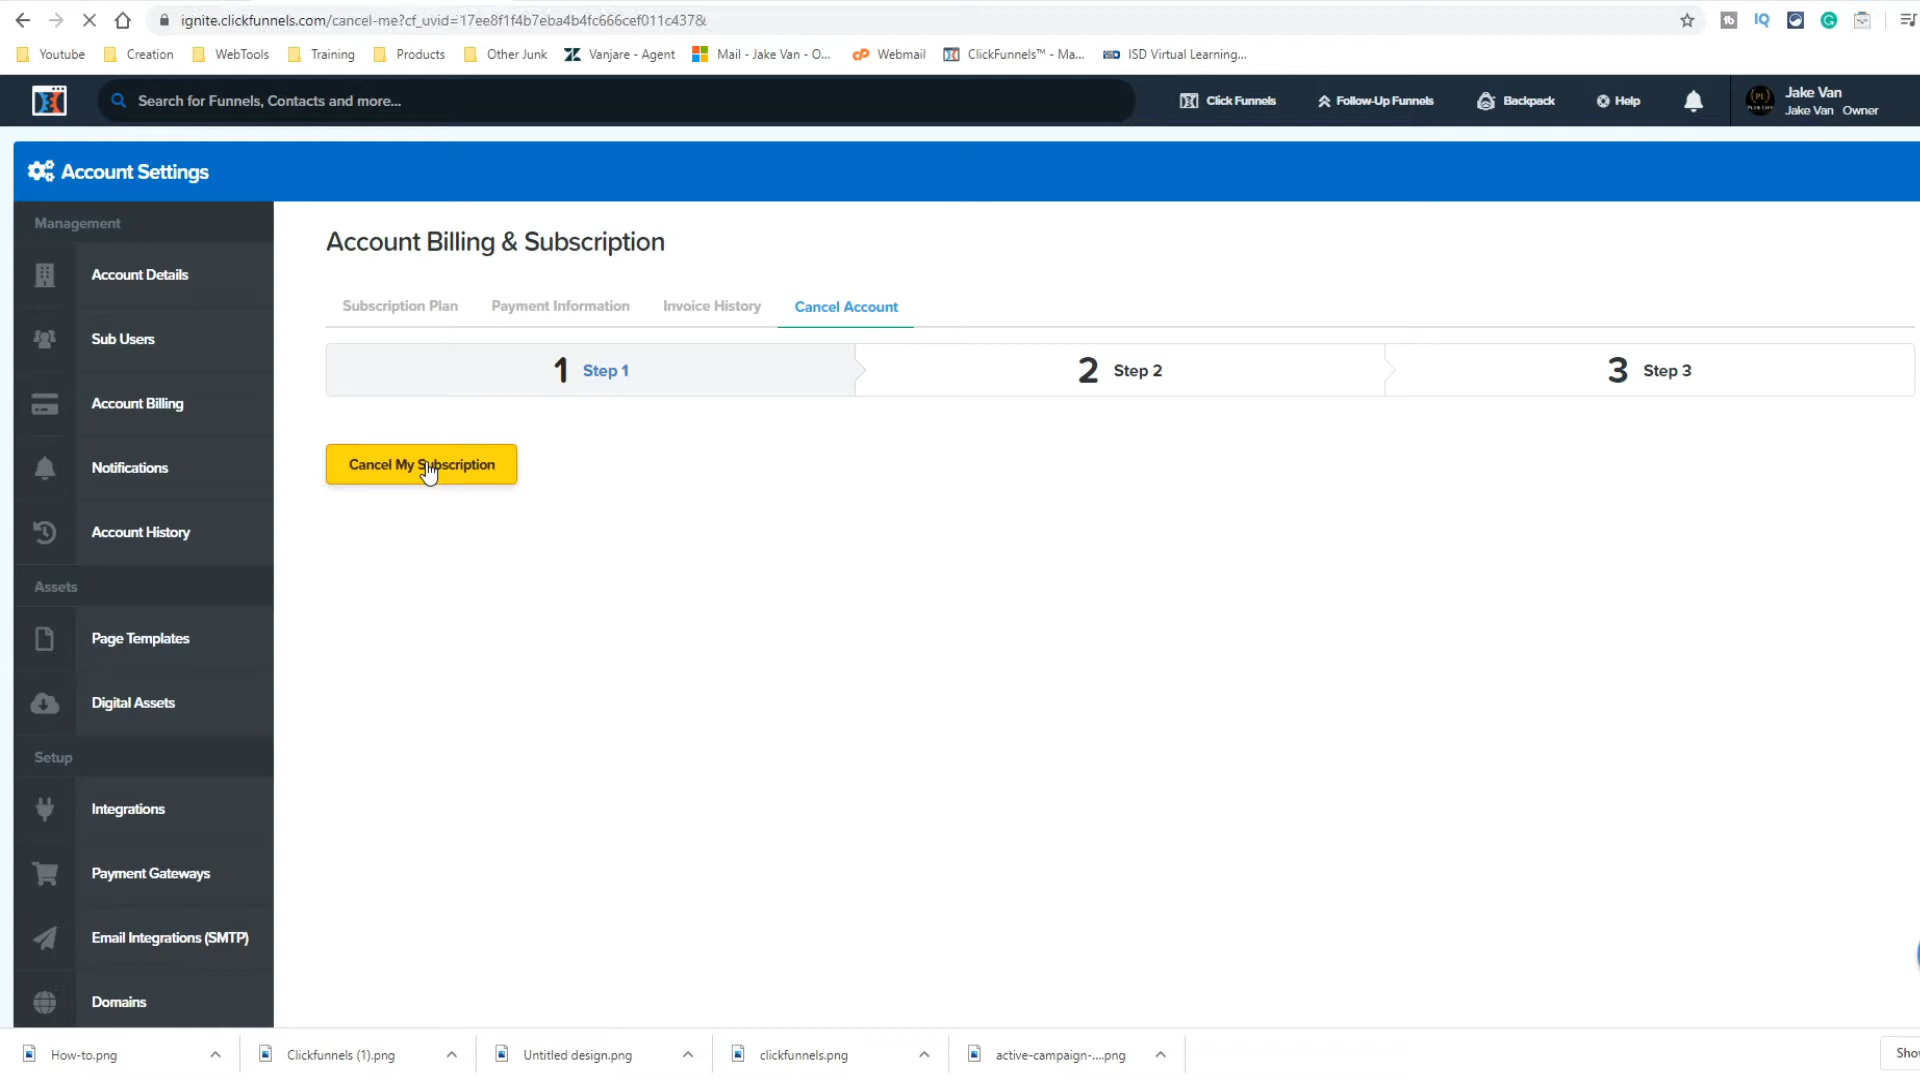 ignite.clickfunnels.com/cancel-me?cf_uvid=17ee8f1f4b7eba4b4fc666cef011c437&
Youtube Creation WebTools Training Products Other Junk Vanjare - Agent Mail - Jake Van - O... Webmail ClickFunnels™ - Ma... ISD Virtual Learning...
Search for Funnels, Contacts and more... Click Funnels Follow-Up Funnels Backpack Help Jake Van
Jake Van Owner
Account Settings
Management
Account Details
Sub Users
Account Billing
Notifications
Account History
Assets
Page Templates
Digital Assets
Setup
Integrations
Payment Gateways
Email Integrations (SMTP)
Domains
Account Billing & Subscription
Subscription Plan Payment Information Invoice History Cancel Account
1 Step 1 2 Step 2 3 Step 3
Cancel My Subscription
How-to.png Clickfunnels (1).png Untitled design.png clickfunnels.png active-campaign-....png